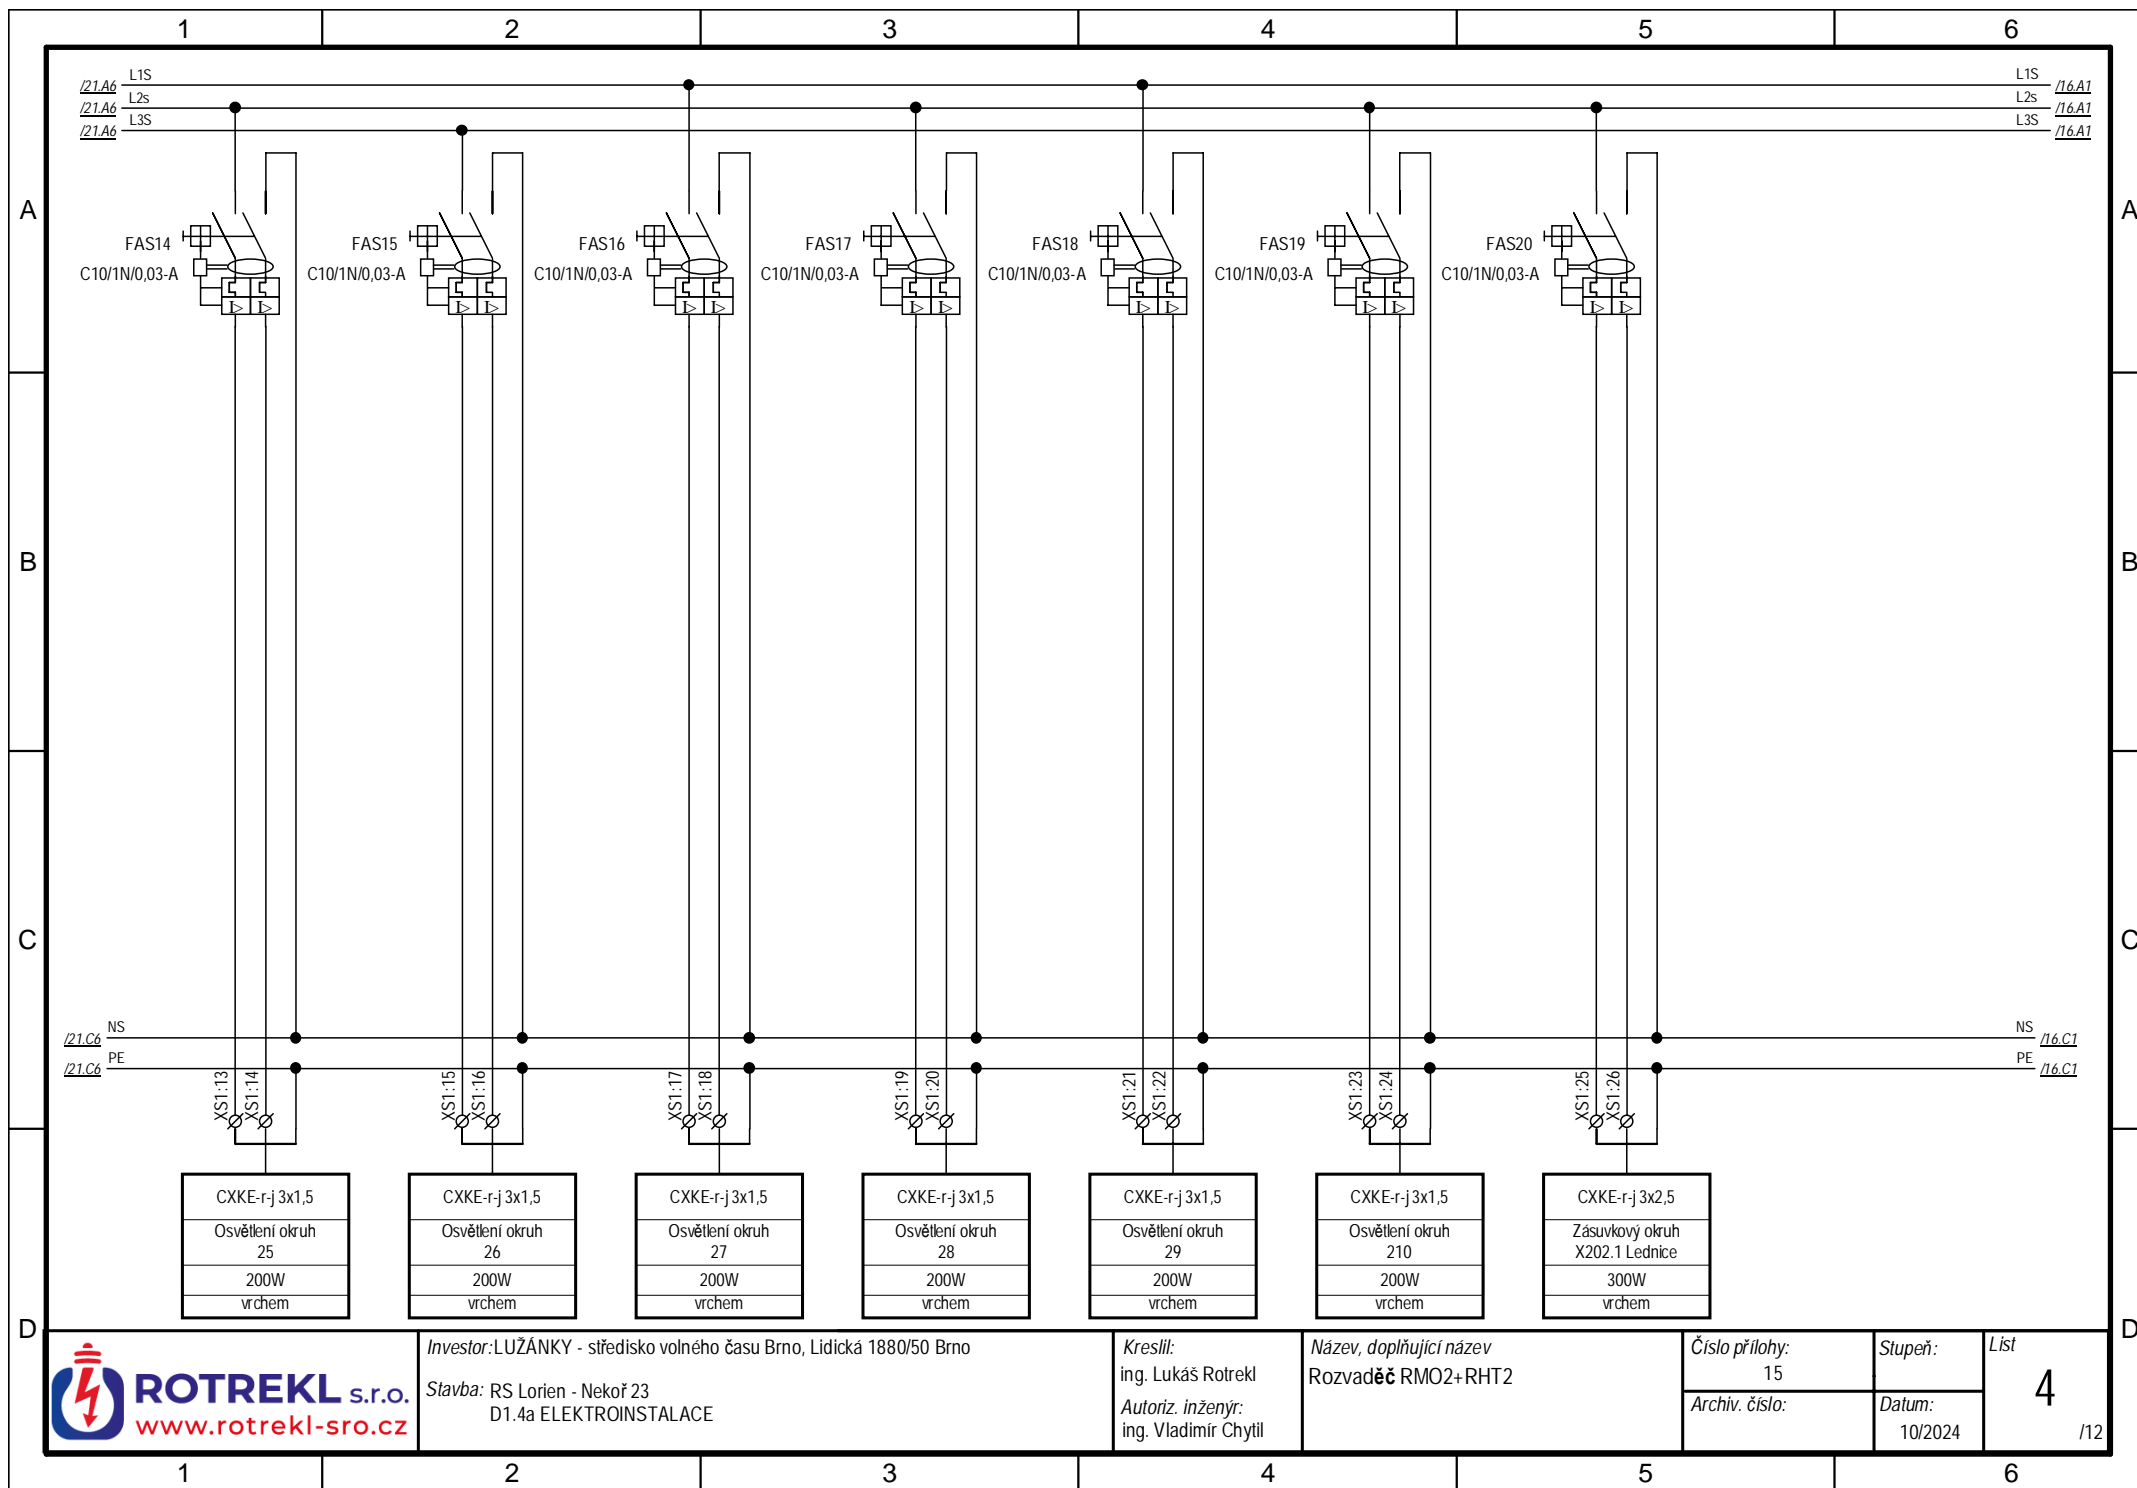 1 2 3 4 5 6
/21.A6 L1S L1S /16.A1
/21.A6 L2s L2s /16.A1
/21.A6 L3S L3S /16.A1
A A
FAS14 FAS15 FAS16 FAS17 FAS18 FAS19 FAS20
C10/1N/0,03-A C10/1N/0,03-A C10/1N/0,03-A C10/1N/0,03-A C10/1N/0,03-A C10/1N/0,03-A C10/1N/0,03-A
I> I> I> I> I> I> I> I> I> I> I> I> I> I>
B B
C C
/21.C6 NS NS /16.C1
/21.C6 PE PE /16.C1
XS1:13 XS1:14 XS1:15 XS1:16 XS1:17 XS1:18 XS1:19 XS1:20 XS1:21 XS1:22 XS1:23 XS1:24 XS1:25 XS1:26
CXKE-r-j 3x1,5 CXKE-r-j 3x1,5 CXKE-r-j 3x1,5 CXKE-r-j 3x1,5 CXKE-r-j 3x1,5 CXKE-r-j 3x1,5 CXKE-r-j 3x2,5
Osvětlení okruh Osvětlení okruh Osvětlení okruh Osvětlení okruh Osvětlení okruh Osvětlení okruh Zásuvkový okruh
25 26 27 28 29 210 X202.1 Lednice
200W 200W 200W 200W 200W 200W 300W
vrchem vrchem vrchem vrchem vrchem vrchem vrchem
D D
ROTREKL s.r.o.
www.rotrekl-sro.cz
Investor: LUŽÁNKY - středisko volného času Brno, Lidická 1880/50 Brno
Stavba: RS Lorien - Nekoř 23
D1.4a ELEKTROINSTALACE
Kreslil:
ing. Lukáš Rotrekl
Autoriz. inženýr:
ing. Vladimír Chytil
Název, doplňující název
Rozvaděč RMO2+RHT2
Číslo přílohy:
15
Archiv. číslo:
Stupeň:
Datum:
10/2024
List
4
/12
1 2 3 4 5 6